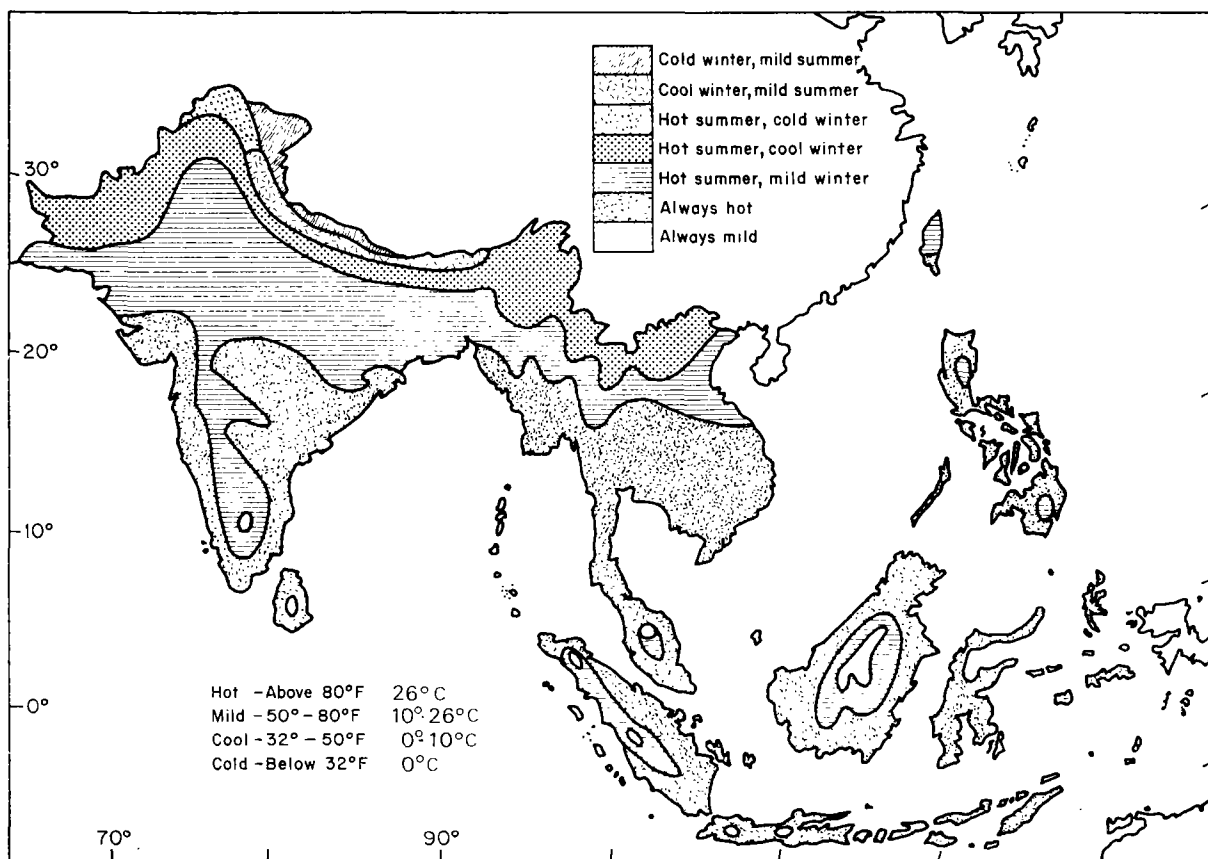 Cold winter, mild summer
Cool winter, mild summer
Hot summer, cold winter
Hot summer, cool winter
Hot summer, mild winter
Always hot
Always mild
30°
20°
10°
0°
Hot -Above 80°F 26°C
Mild -50°-80°F 10°-26°C
Cool -32°-50°F 0°-10°C
Cold -Below 32°F 0°C
70° 90°